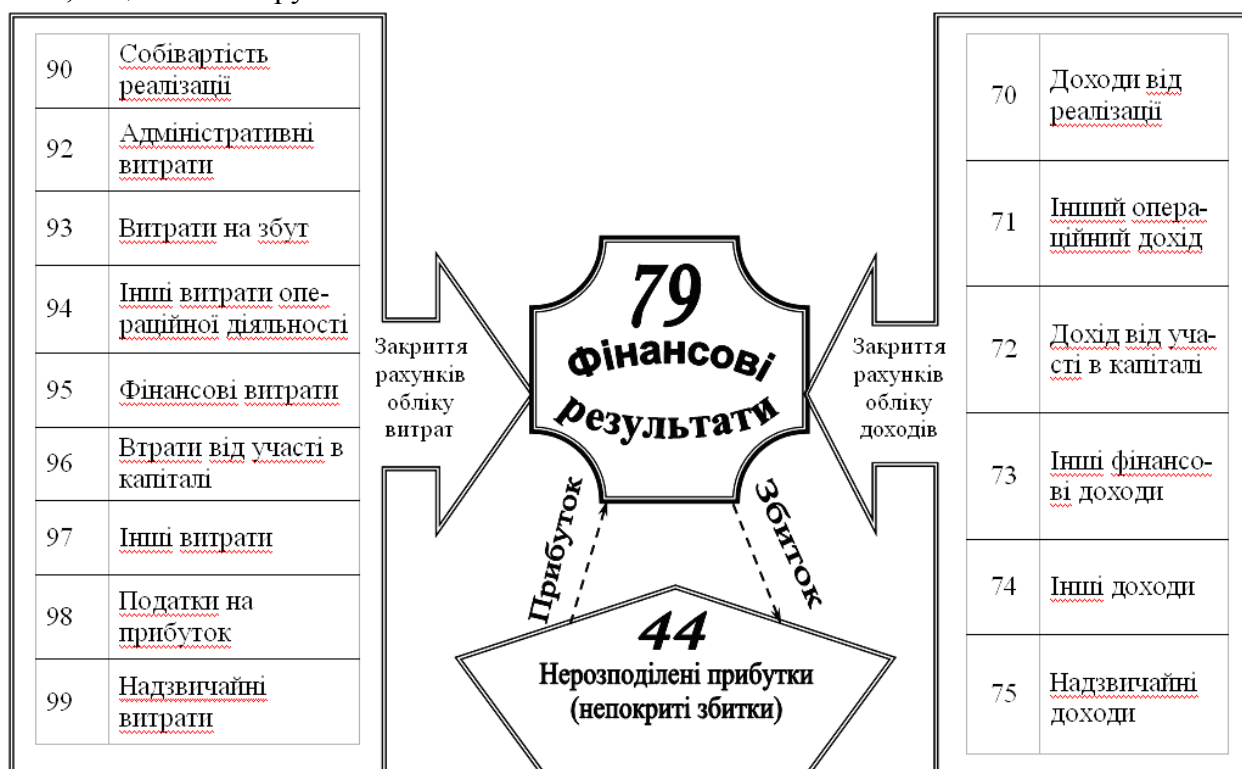 90 Собівартість
реалізації
92 Адміністративні
витрати
93 Витрати на збут
94 Інші витрати опе-
раційної діяльності
95 Фінансові витрати
96 Втрати від участі в
капіталі
97 Інші витрати
98 Податки на
прибуток
99 Надзвичайні
витрати
Закриття
рахунків
обліку
витрат
79
Фінансові
результати
Прибуток
Збиток
44
Нерозподілені прибутки
(непокриті збитки)
Закриття
рахунків
обліку
доходів
70 Доходи від
реалізації
71 Інший опера-
ційний дохід
72 Дохід від уча-
сті в капіталі
73 Інші фінансо-
ві доходи
74 Інші доходи
75 Надзвичайні
доходи